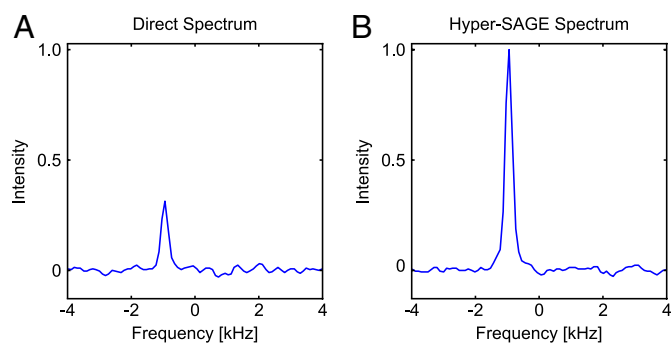 A
Direct Spectrum
1.0
0.5
0
Intensity
-4
-2
0
2
4
Frequency [kHz]
B
Hyper-SAGE Spectrum
1.0
0.5
0
Intensity
-4
-2
0
2
4
Frequency [kHz]